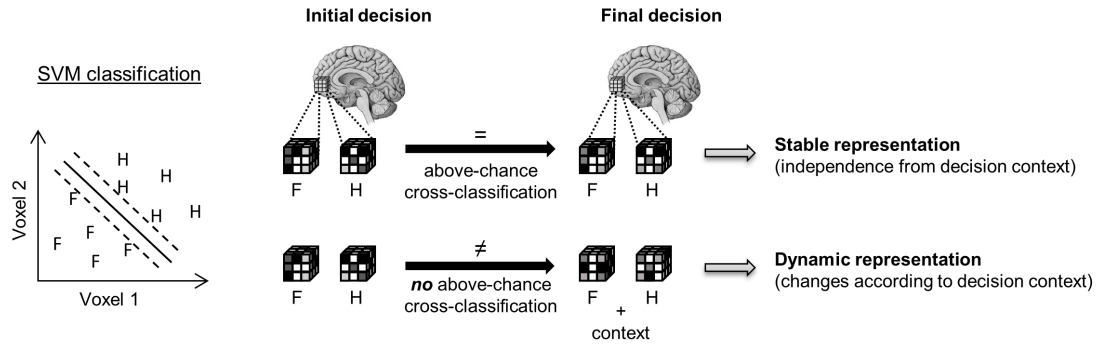 Initial decision
Final decision
SVM classification
Voxel 2
Voxel 1
H
H
H
H
H
F
F
F
F
F
F
H
=
above-chance
cross-classification
F
H
Stable representation
(independence from decision context)
F
H
≠
no above-chance
cross-classification
F
H
+
context
Dynamic representation
(changes according to decision context)